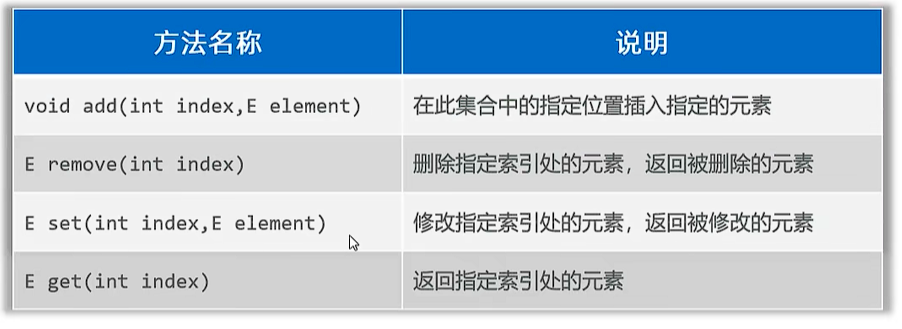 方法名称 说明
void add(int index,E element) 在此集合中的指定位置插入指定的元素
E remove(int index) 删除指定索引处的元素，返回被删除的元素
E set(int index,E element) 修改指定索引处的元素，返回被修改的元素
E get(int index) 返回指定索引处的元素